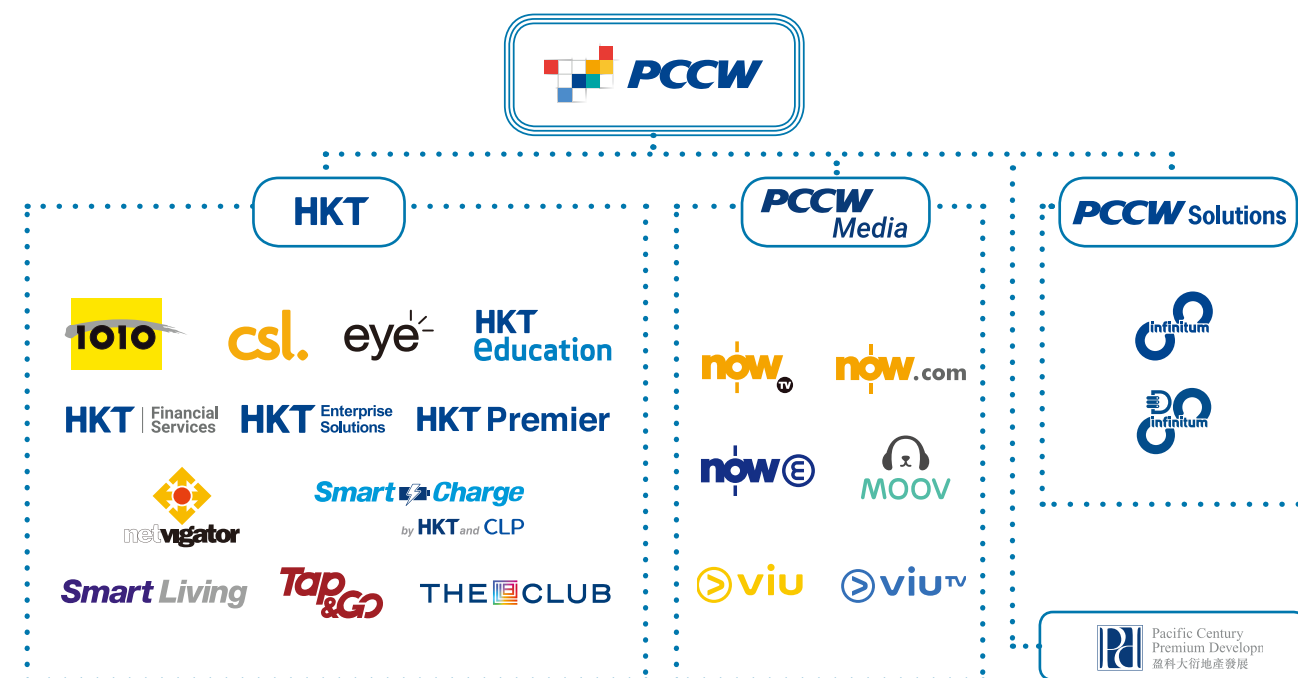 PCCW
HKT
PCCW
Media
PCCW Solutions
1010
csl.
eye
HKT
education
HKT Financial
Services
HKT Enterprise
Solutions
HKT Premier
netvigator
Smart Charge
by HKT and CLP
Smart Living
Tap
&Go
THE CLUB
now
TV
now.com
now E
MOOV
viu
viu TV
infinitum
D
infinitum
Pacific Century
Premium Develop
盈科大衍地產發展